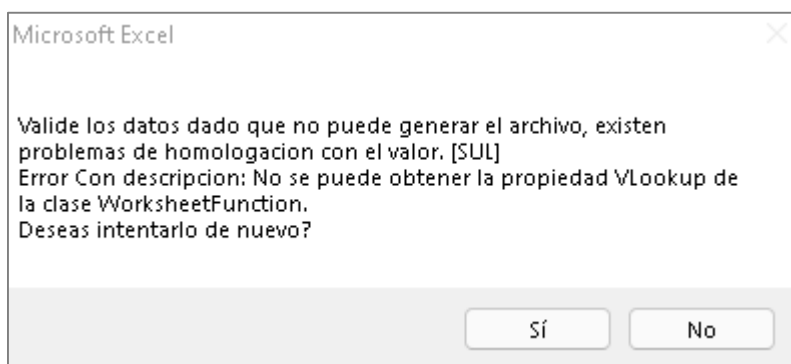 Microsoft Excel
Valide los datos dado que no puede generar el archivo, existen
problemas de homologacion con el valor. [SUL]
Error Con descripcion: No se puede obtener la propiedad VLookup de
la clase WorksheetFunction.
Deseas intentarlo de nuevo?
Sí
No